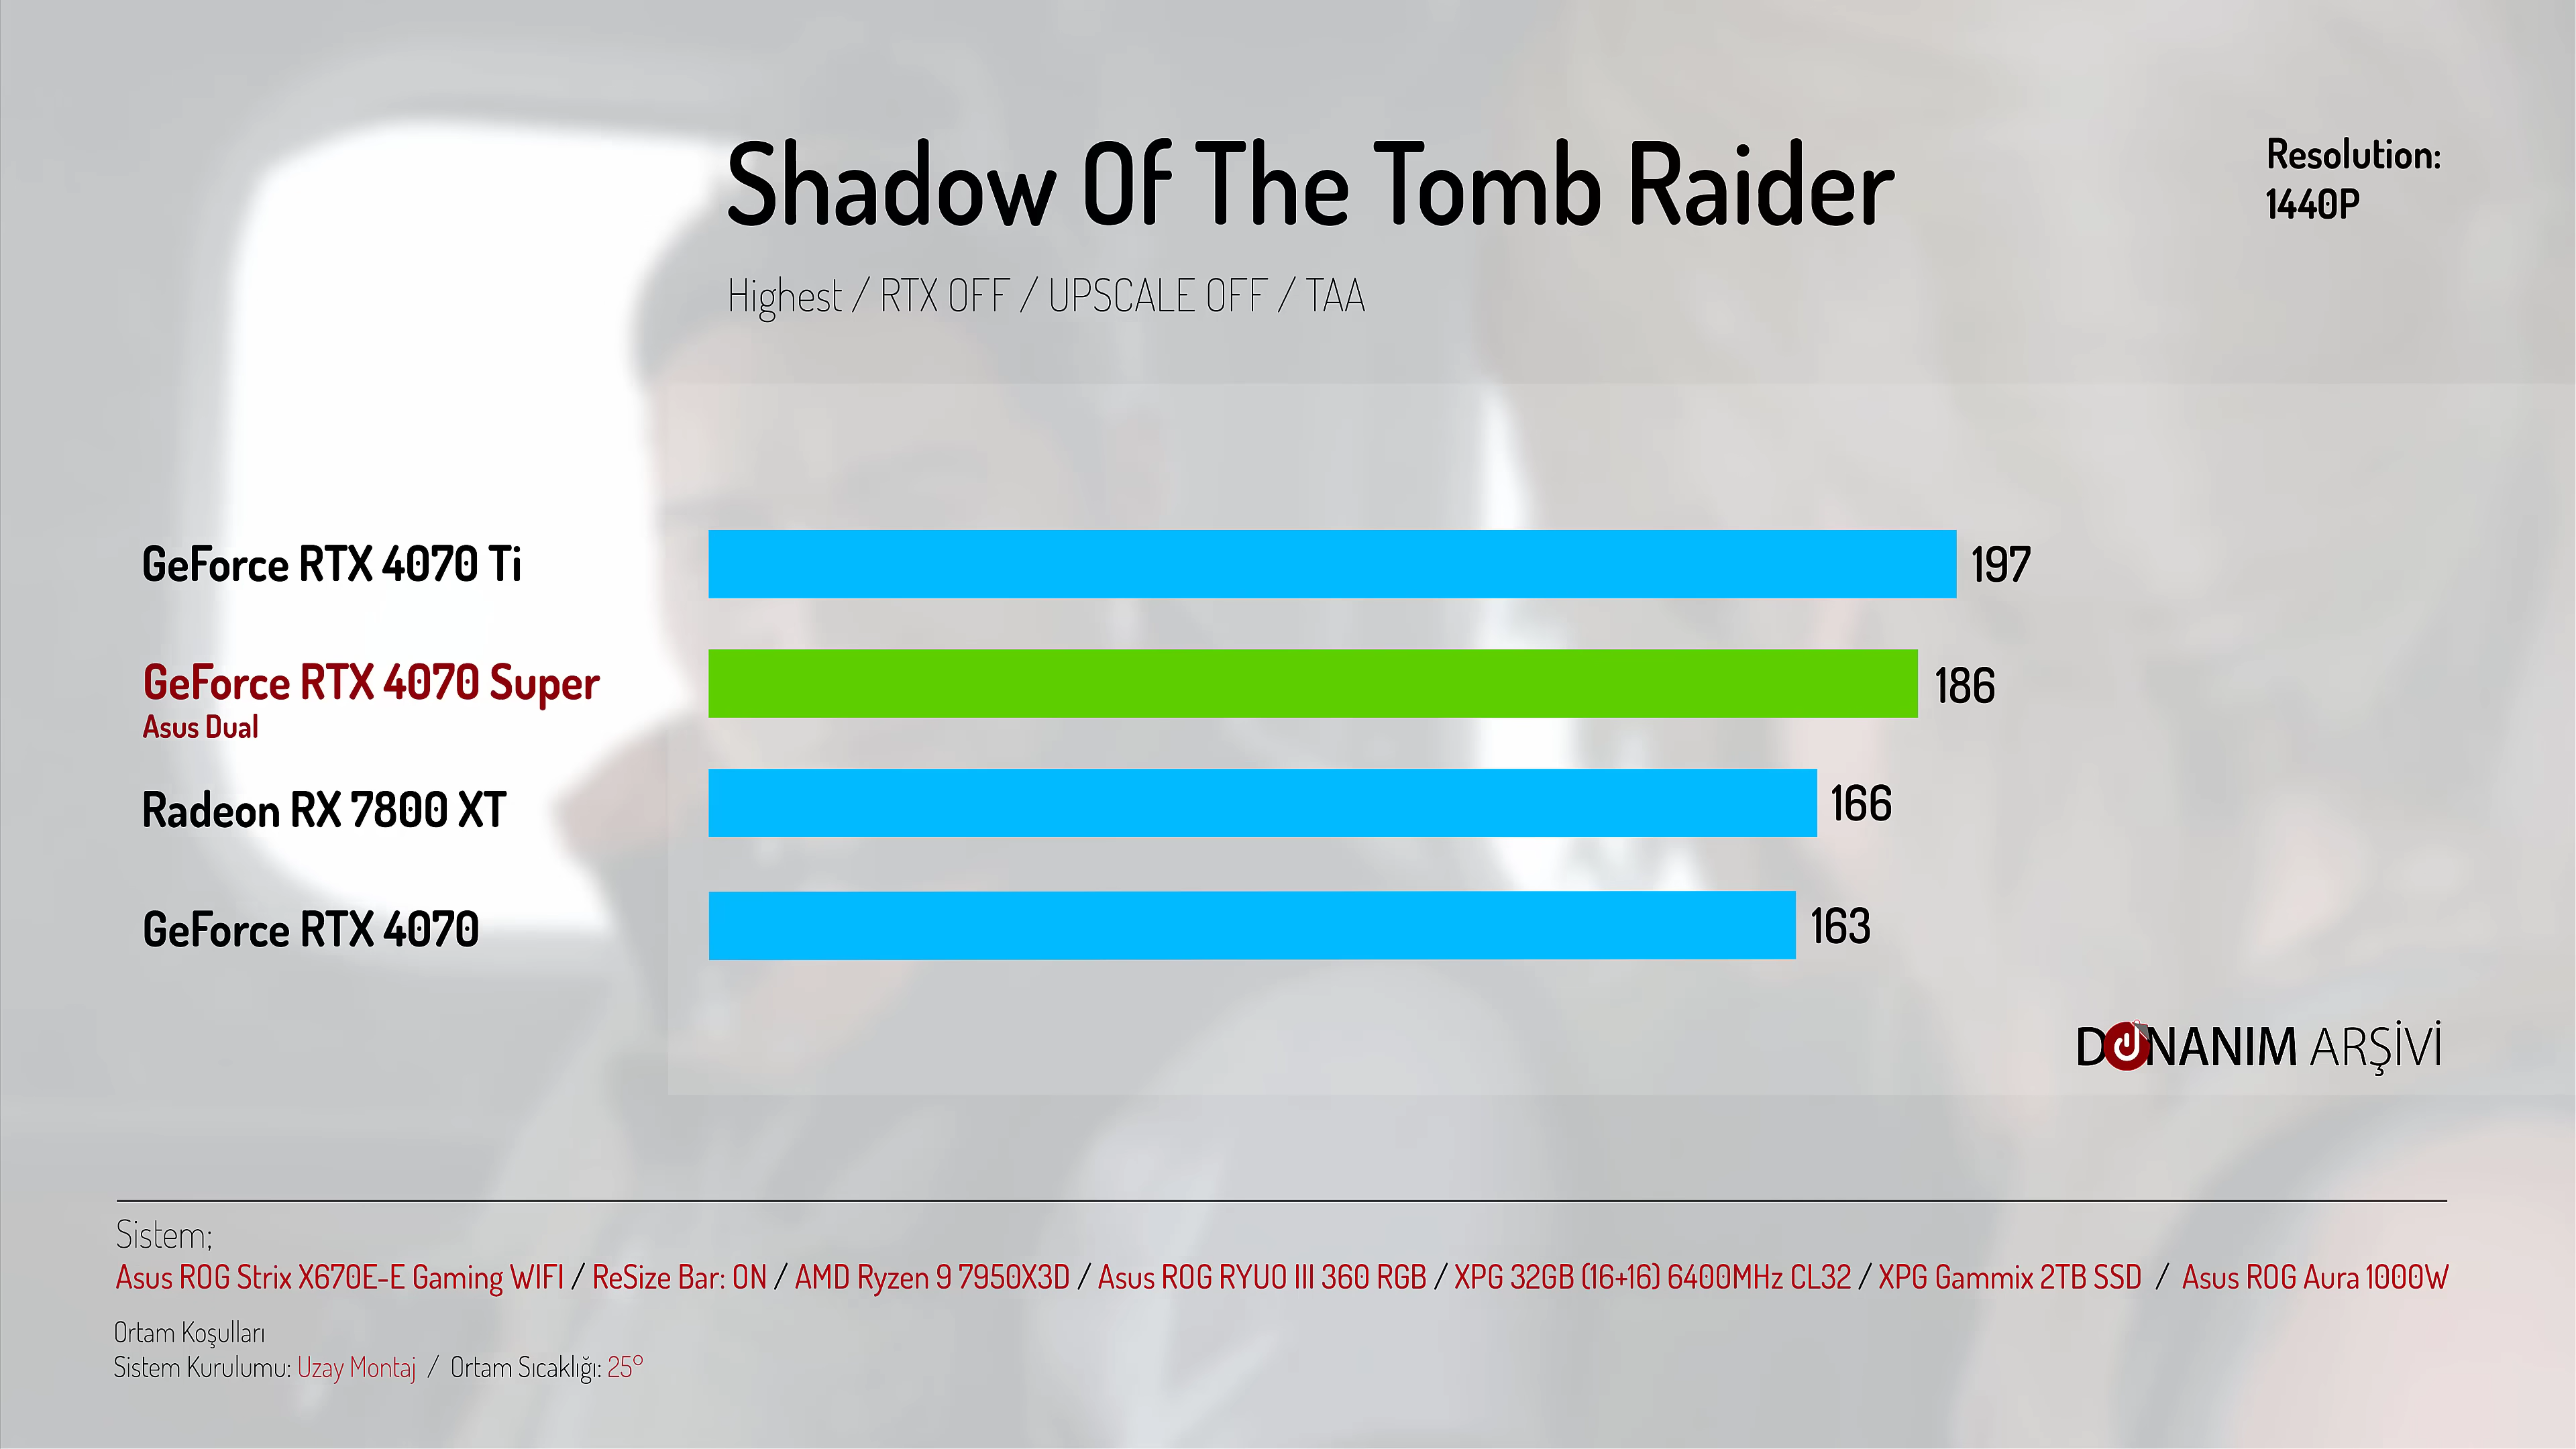 Shadow Of The Tomb Raider
Resolution:
1440P
Highest / RTX OFF / UPSCALE OFF / TAA
GeForce RTX 4070 Ti
197
GeForce RTX 4070 Super
186
Asus Dual
Radeon RX 7800 XT
166
GeForce RTX 4070
163
DONANIM ARŞİVİ
Sistem;
Asus ROG Strix X670E-E Gaming WIFI / ReSize Bar: ON / AMD Ryzen 9 7950X3D / Asus ROG RYUO III 360 RGB / XPG 32GB (16+16) 6400MHz CL32 / XPG Gammix 2TB SSD / Asus ROG Aura 1000W
Ortam Koşulları
Sistem Kurulumu: Uzay Montaj / Ortam Sıcaklığı: 25°